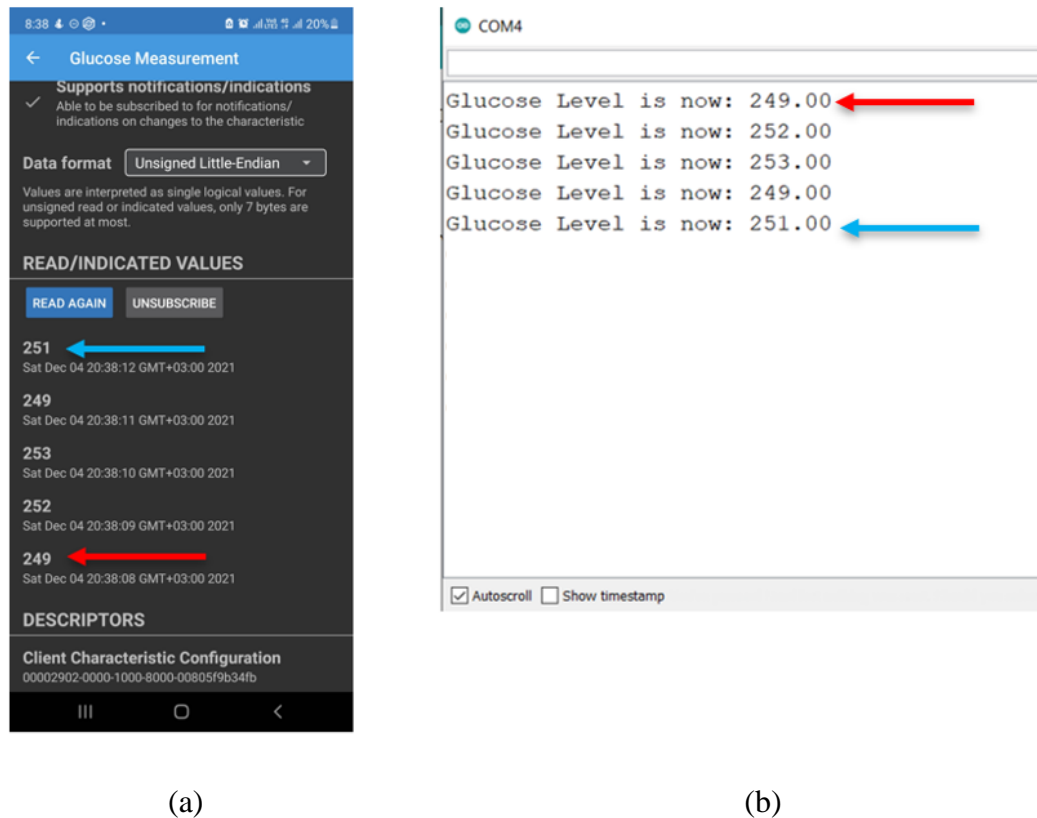 8:38 20%
Glucose Measurement
Supports notifications/indications
Able to be subscribed to for notifications/
indications on changes to the characteristic
Data format Unsigned Little-Endian
Values are interpreted as single logical values. For
unsigned read or indicated values, only 7 bytes are
supported at most.
READ/INDICATED VALUES
READ AGAIN UNSUBSCRIBE
251
Sat Dec 04 20:38:12 GMT+03:00 2021
249
Sat Dec 04 20:38:11 GMT+03:00 2021
253
Sat Dec 04 20:38:10 GMT+03:00 2021
252
Sat Dec 04 20:38:09 GMT+03:00 2021
249
Sat Dec 04 20:38:08 GMT+03:00 2021
DESCRIPTORS
Client Characteristic Configuration
00002902-0000-1000-8000-00805f9b34fb
(a)
COM4
Glucose Level is now: 249.00
Glucose Level is now: 252.00
Glucose Level is now: 253.00
Glucose Level is now: 249.00
Glucose Level is now: 251.00
Autoscroll Show timestamp
(b)